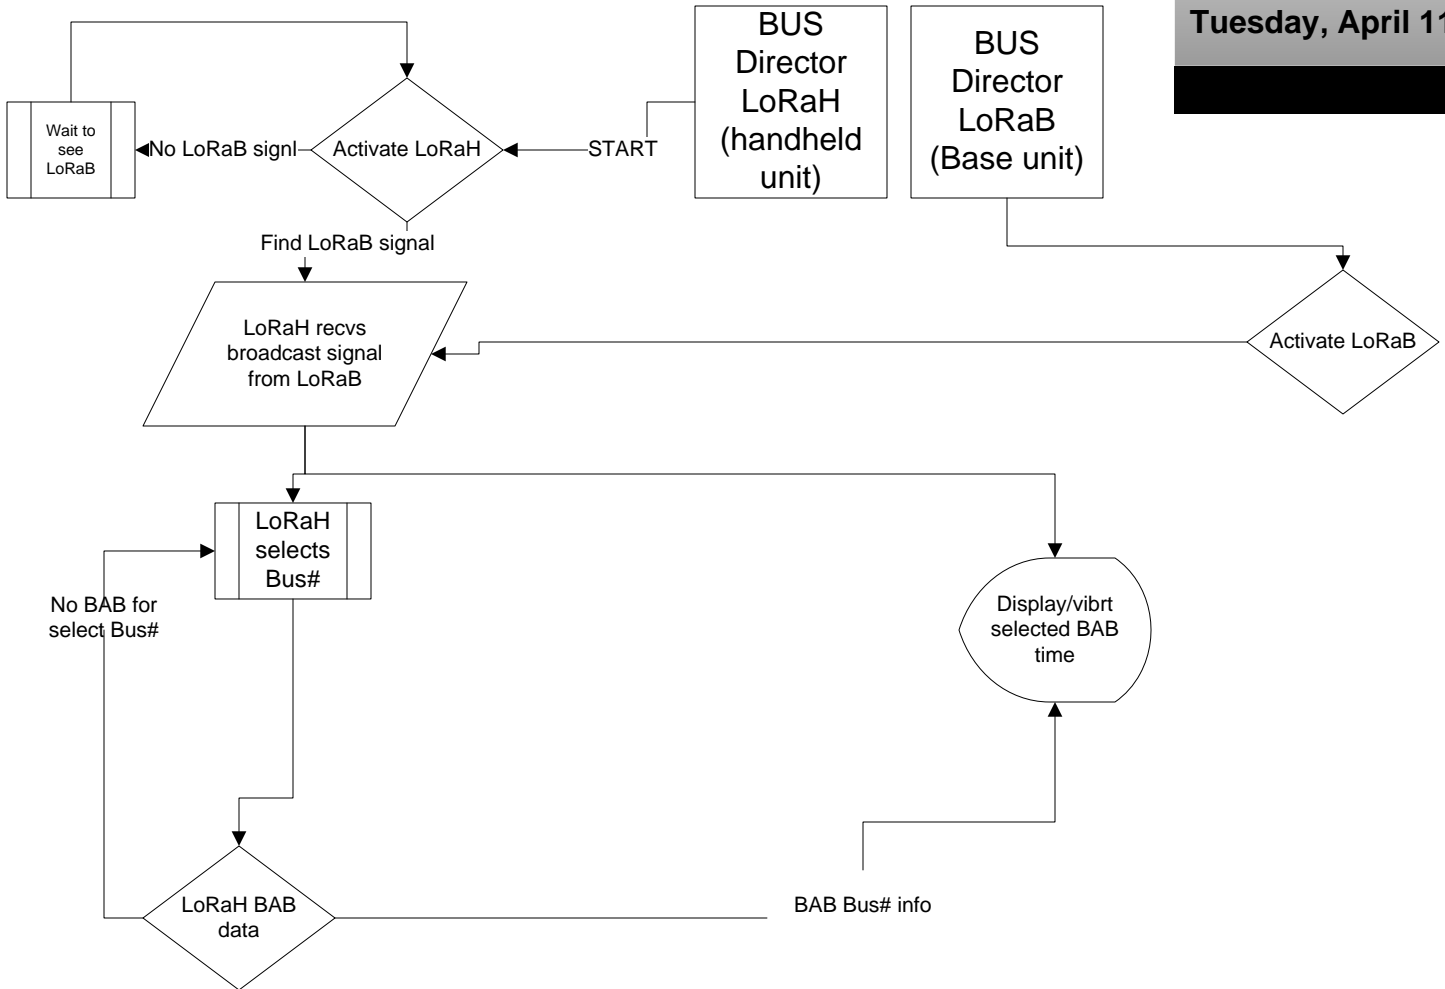 BUS
Director
LoRaH
(handheld
unit)
BUS
Director
LoRaB
(Base unit)
Tuesday, April 11
Wait to
see
LoRaB
No LoRaB signl
Activate LoRaH
START
Find LoRaB signal
LoRaH recvs
broadcast signal
from LoRaB
Activate LoRaB
LoRaH
selects
Bus#
No BAB for
select Bus#
Display/vibrt
selected BAB
time
LoRaH BAB
data
BAB Bus# info